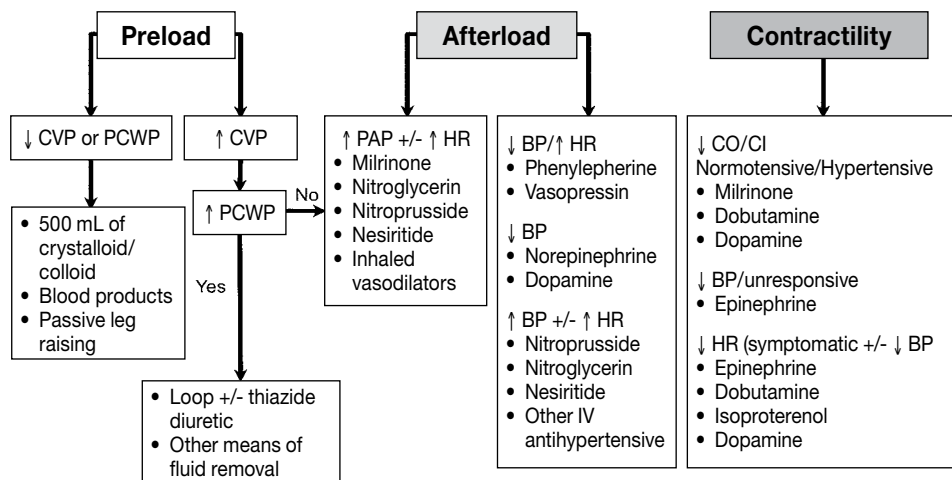 Preload
Afterload
Contractility
↓ CVP or PCWP
↑ CVP
↑ PCWP
No
Yes
• 500 mL of
crystalloid/
colloid
• Blood products
• Passive leg
raising
• Loop +/- thiazide
diuretic
• Other means of
fluid removal
↑ PAP +/- ↑ HR
• Milrinone
• Nitroglycerin
• Nitroprusside
• Nesiritide
• Inhaled
vasodilators
↓ BP/↑ HR
• Phenylepherine
• Vasopressin
↓ BP
• Norepinephrine
• Dopamine
↑ BP +/- ↑ HR
• Nitroprusside
• Nitroglycerin
• Nesiritide
• Other IV
antihypertensive
↓ CO/CI
Normotensive/Hypertensive
• Milrinone
• Dobutamine
• Dopamine
↓ BP/unresponsive
• Epinephrine
↓ HR (symptomatic +/- ↓ BP
• Epinephrine
• Dobutamine
• Isoproterenol
• Dopamine